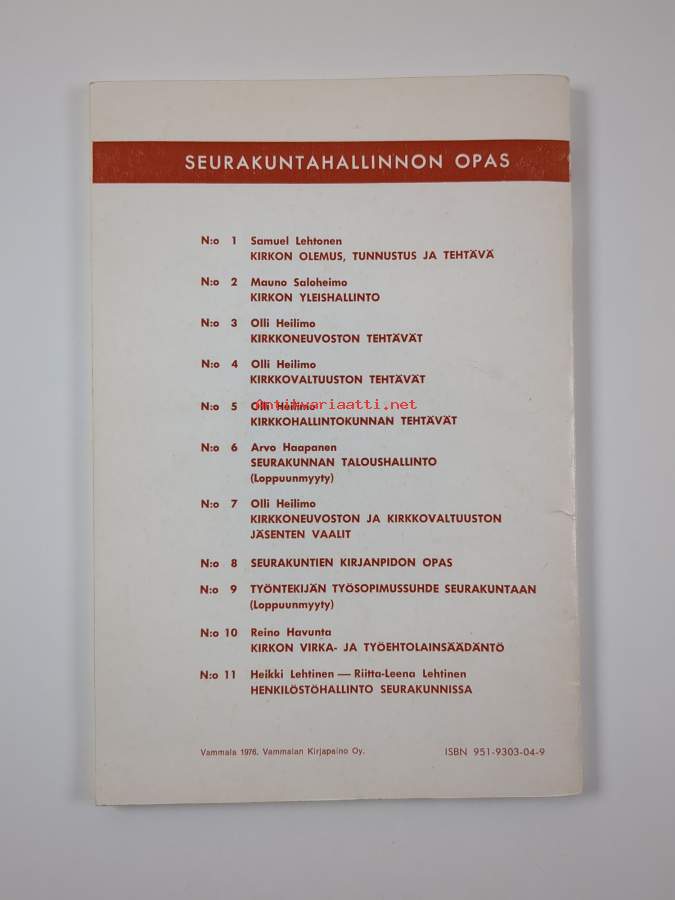 SEURAKUNTAHALLINNON OPAS
N:o 1 Samuel Lehtonen
KIRKON OLEMUS, TUNNUSTUS JA TEHTÄVÄ
N:o 2 Mauno Saloheimo
KIRKON YLEISHALLINTO
N:o 3 Olli Heilimo
KIRKKONEUVOSTON TEHTÄVÄT
N:o 4 Olli Heilimo
KIRKKOVALTUUSTON TEHTÄVÄT
Antikvariaatti.net
N:o 5 Olli Heilimo
KIRKKOHALLINTOKUNNAN TEHTÄVÄT
N:o 6 Arvo Haapanen
SEURAKUNNAN TALOUSHALLINTO
(Loppuunmyyty)
N:o 7 Olli Heilimo
KIRKKONEUVOSTON JA KIRKKOVALTUUSTON
JÄSENTEN VAALIT
N:o 8 SEURAKUNTIEN KIRJANPIDON OPAS
N:o 9 TYÖNTEKIJÄN TYÖSOPIMUSSUHDE SEURAKUNTAAN
(Loppuunmyyty)
N:o 10 Reino Havunta
KIRKON VIRKA- JA TYÖEHTOLAINSÄÄDÄNTÖ
N:o 11 Heikki Lehtinen — Riitta-Leena Lehtinen
HENKILÖSTÖHALLINTO SEURAKUNNISSA
Vammala 1976. Vammalan Kirjapaino Oy. ISBN 951-9303-04-9